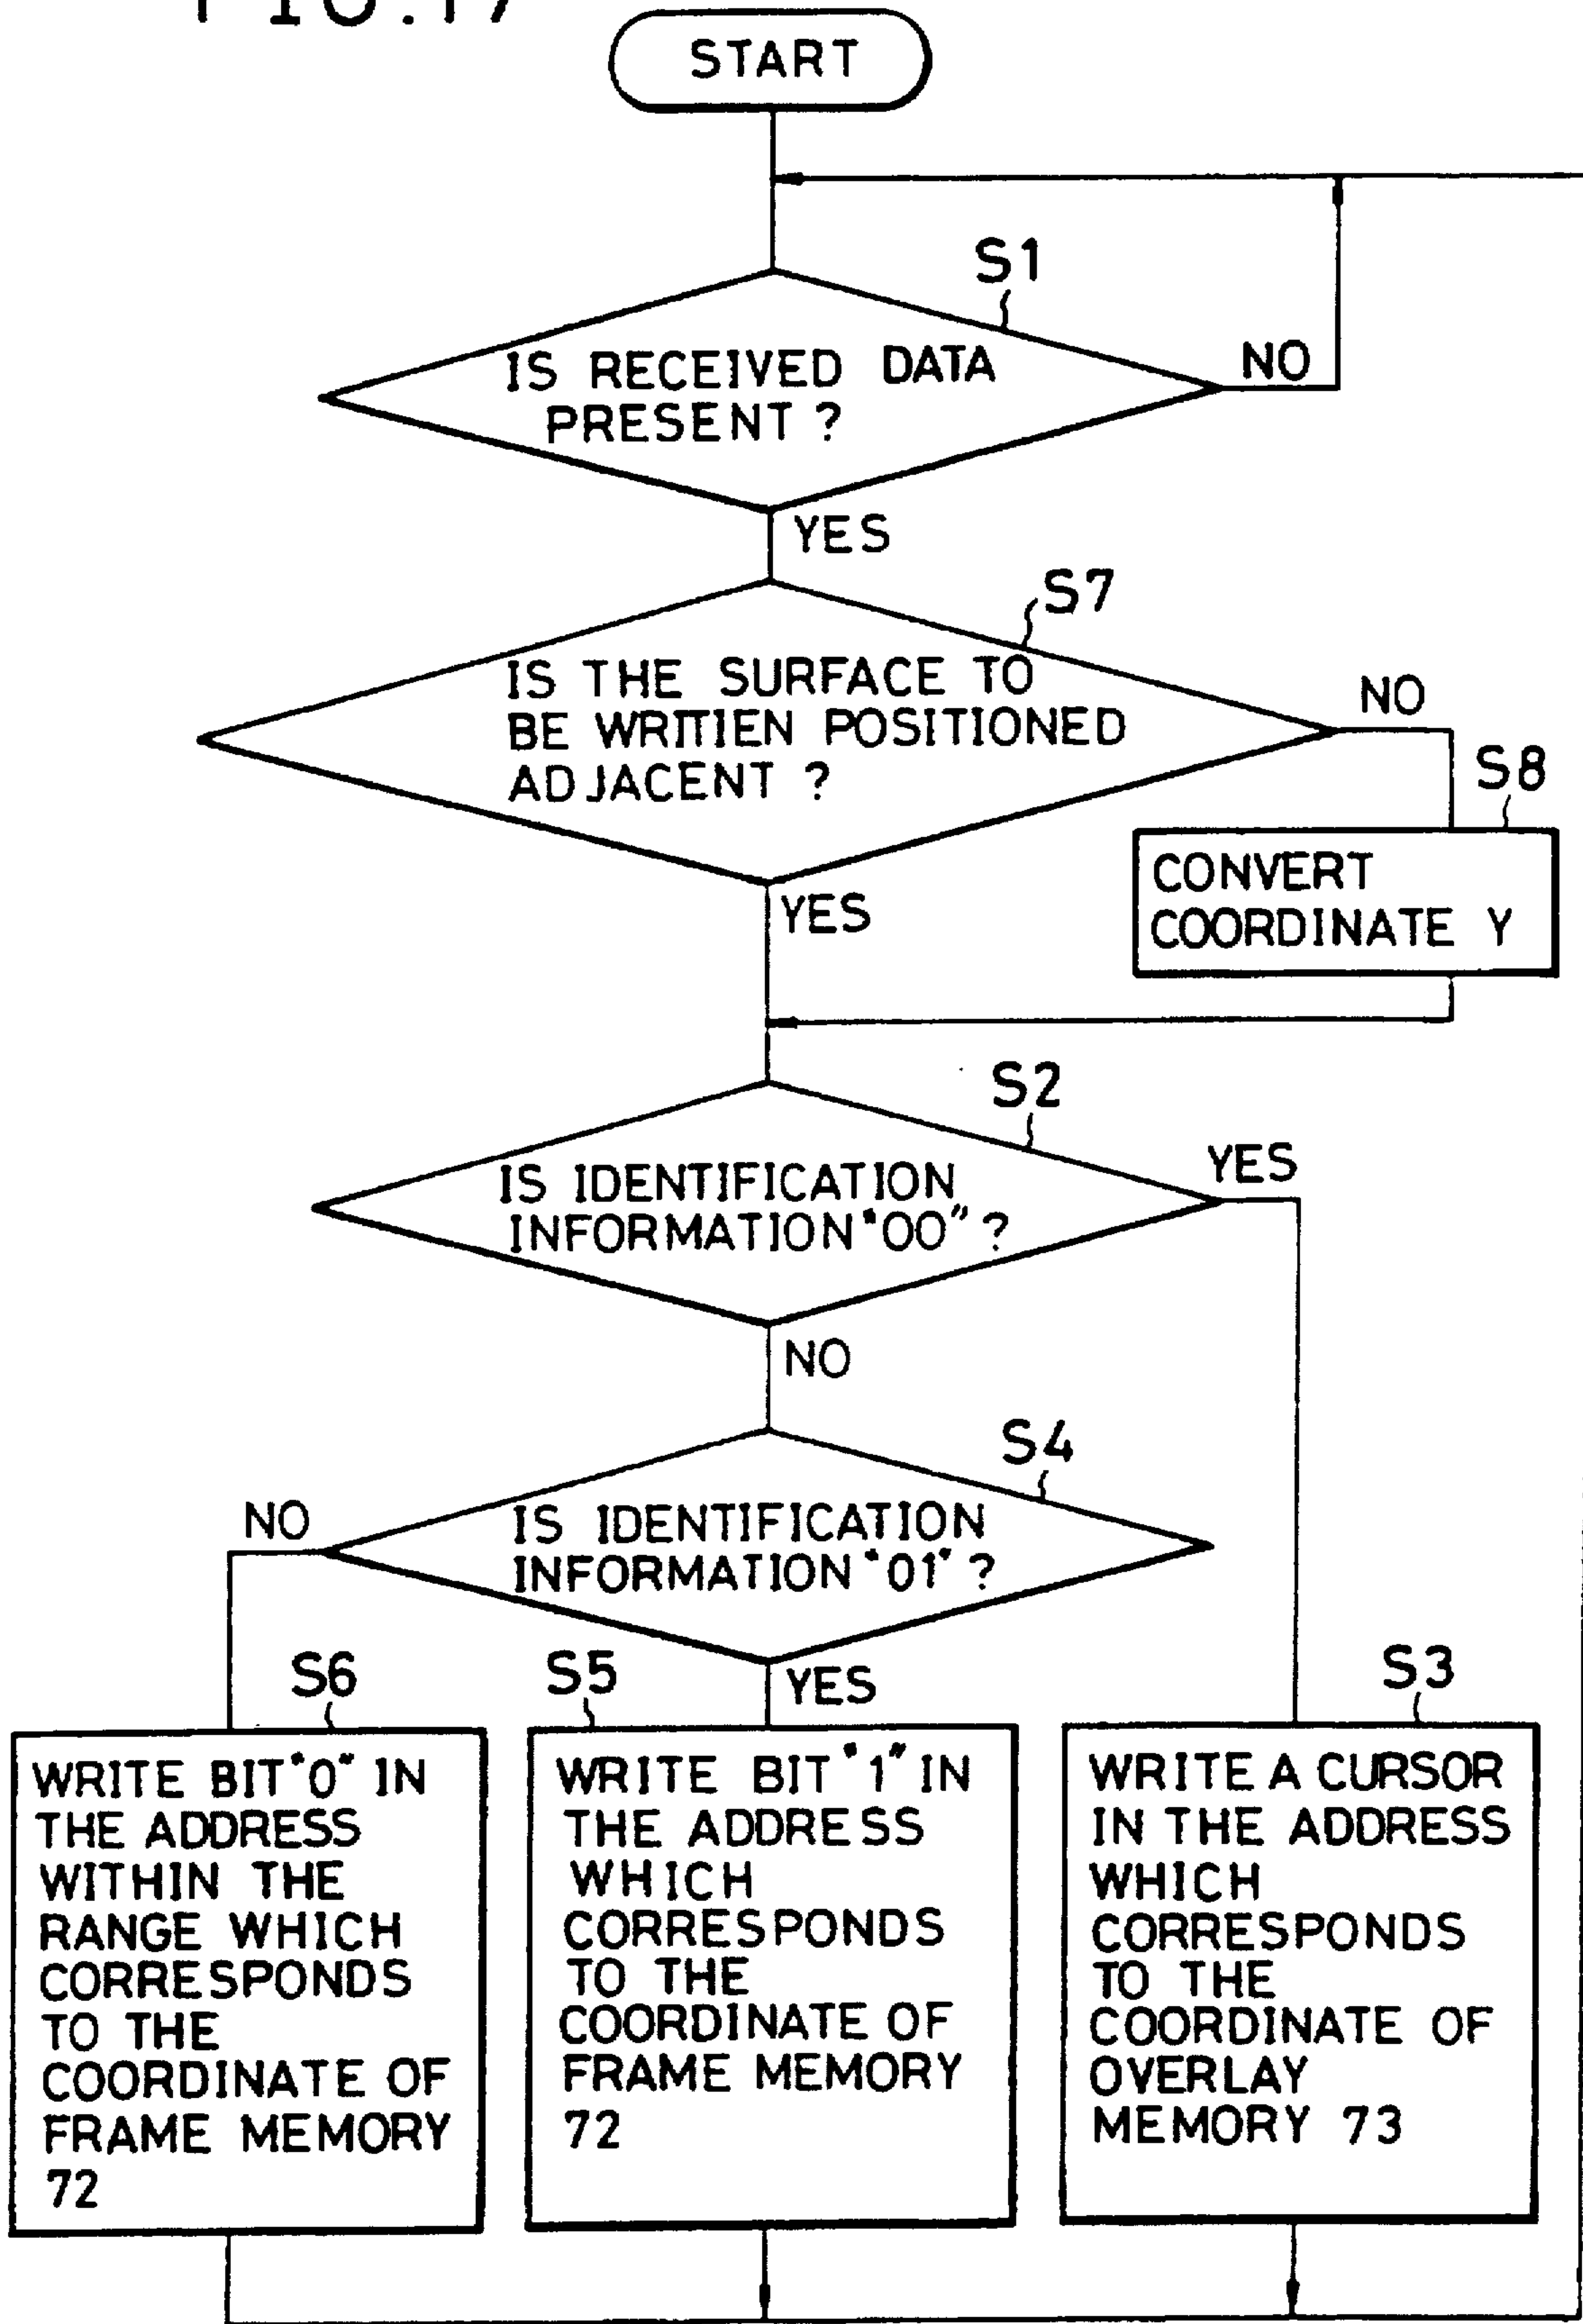 FIG.17
START
S1
IS RECEIVED DATA
PRESENT ?
NO
YES
S7
IS THE SURFACE TO
BE WRITIEN POSITIONED
ADJACENT ?
NO
S8
CONVERT
COORDINATE Y
YES
S2
IS IDENTIFICATION
INFORMATION "00" ?
YES
NO
S4
IS IDENTIFICATION
INFORMATION "01" ?
NO
YES
S6
WRITE BIT "0" IN
THE ADDRESS
WITHIN THE
RANGE WHICH
CORRESPONDS
TO THE
COORDINATE OF
FRAME MEMORY
72
S5
WRITE BIT "1" IN
THE ADDRESS
WHICH
CORRESPONDS
TO THE
COORDINATE OF
FRAME MEMORY
72
S3
WRITE A CURSOR
IN THE ADDRESS
WHICH
CORRESPONDS
TO THE
COORDINATE OF
OVERLAY
MEMORY 73